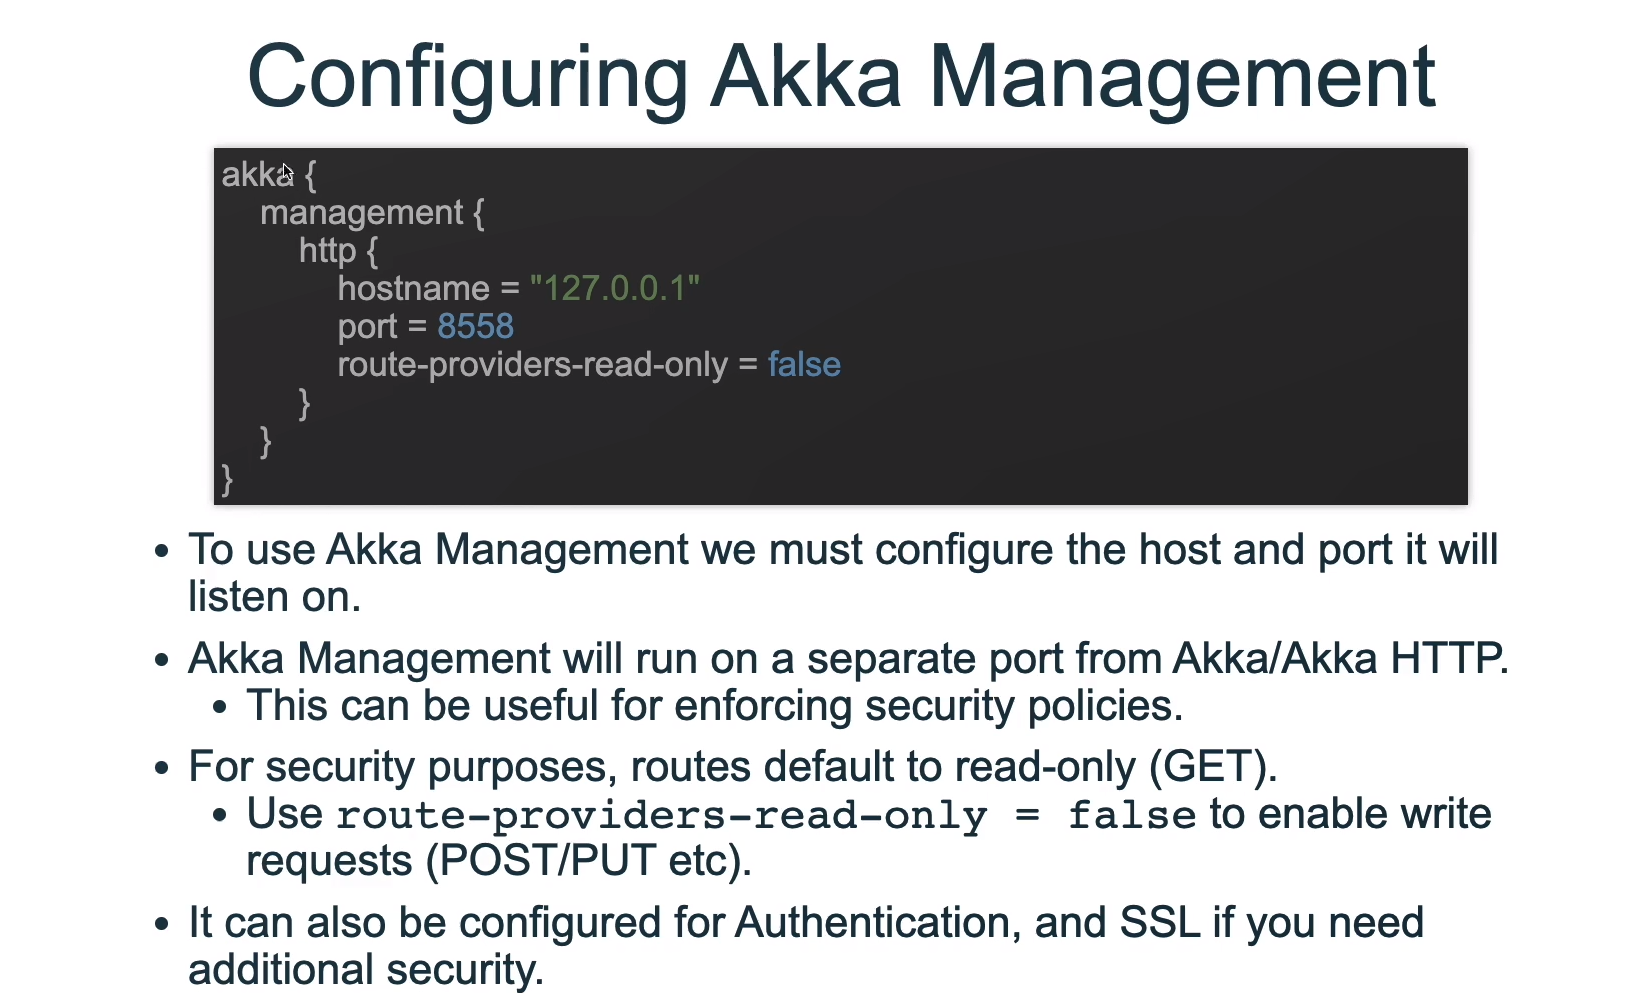 Configuring Akka Management
akka {
management {
http {
hostname = "127.0.0.1"
port = 8558
route-providers-read-only = false
}
}
}
• To use Akka Management we must configure the host and port it will
listen on.
• Akka Management will run on a separate port from Akka/Akka HTTP.
• This can be useful for enforcing security policies.
• For security purposes, routes default to read-only (GET).
• Use route-providers-read-only = false to enable write
requests (POST/PUT etc).
• It can also be configured for Authentication, and SSL if you need
additional security.